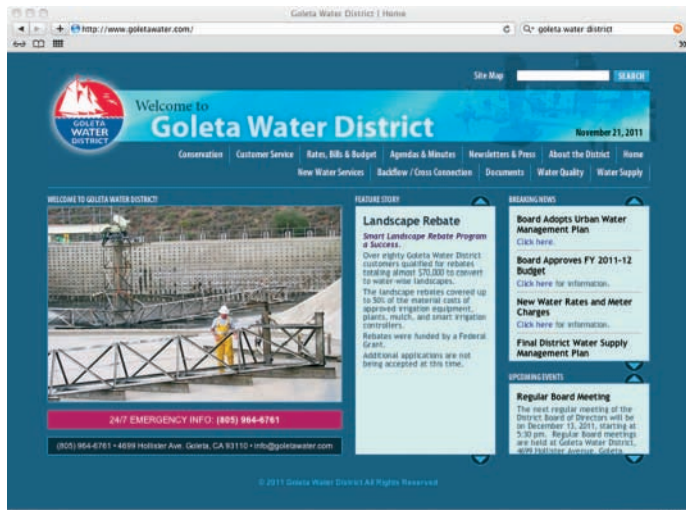 Goleta Water District | Home
http://www.goletawater.com/
goleta water district
Site Map
SEARCH
GOLETA
WATER
DISTRICT
Welcome to
Goleta Water District
November 21, 2011
Conservation Customer Service Rates, Bills & Budget Agendas & Minutes Newsletters & Press About the District Home
New Water Services Backflow / Cross Connection Documents Water Quality Water Supply
WELCOME TO GOLETA WATER DISTRICT!
24/7 EMERGENCY INFO: (805) 964-6761
(805) 964-6761 • 4699 Hollister Ave. Goleta, CA 93110 • info@goletawater.com
FEATURE STORY
Landscape Rebate
Smart Landscape Rebate Program
a Success.
Over eighty Goleta Water District
customers qualified for rebates
totaling almost $70,000 to convert
to water-wise landscapes.
The landscape rebates covered up
to 50% of the material costs of
approved irrigation equipment,
plants, mulch, and smart irrigation
controllers.
Rebates were funded by a Federal
Grant.
Additional applications are not
being accepted at this time.
BREAKING NEWS
Board Adopts Urban Water
Management Plan
Click here.
Board Approves FY 2011-12
Budget
Click here for information.
New Water Rates and Meter
Charges
Click here for information.
Final District Water Supply
Management Plan
UPCOMING EVENTS
Regular Board Meeting
The next regular meeting of the
District Board of Directors will be
on December 13, 2011, starting at
5:30 pm. Regular Board meetings
are held at Goleta Water District,
4699 Hollister Avenue, Goleta,
© 2011 Goleta Water District All Rights Reserved